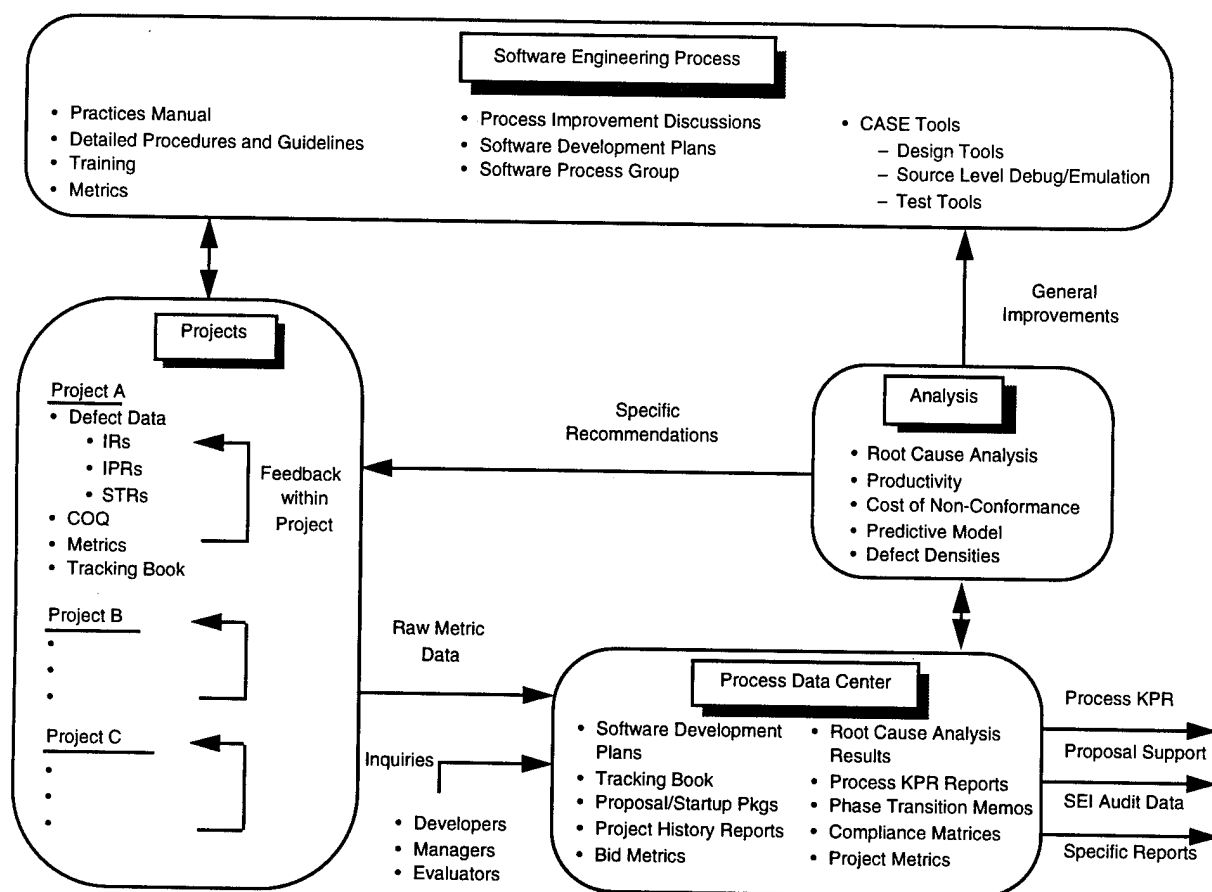 Software Engineering Process
• Practices Manual
• Detailed Procedures and Guidelines
• Training
• Metrics
• Process Improvement Discussions
• Software Development Plans
• Software Process Group
• CASE Tools
– Design Tools
– Source Level Debug/Emulation
– Test Tools
General
Improvements
Projects
Project A
• Defect Data
• IRs
• IPRs
• STRs
• COQ
• Metrics
• Tracking Book
Feedback
within
Project
Project B
•
•
•
Project C
•
•
•
Specific
Recommendations
Analysis
• Root Cause Analysis
• Productivity
• Cost of Non-Conformance
• Predictive Model
• Defect Densities
Raw Metric
Data
Inquiries
• Developers
• Managers
• Evaluators
Process Data Center
• Software Development
Plans
• Tracking Book
• Proposal/Startup Pkgs
• Project History Reports
• Bid Metrics
• Root Cause Analysis
Results
• Process KPR Reports
• Phase Transition Memos
• Compliance Matrices
• Project Metrics
Process KPR
Proposal Support
SEI Audit Data
Specific Reports